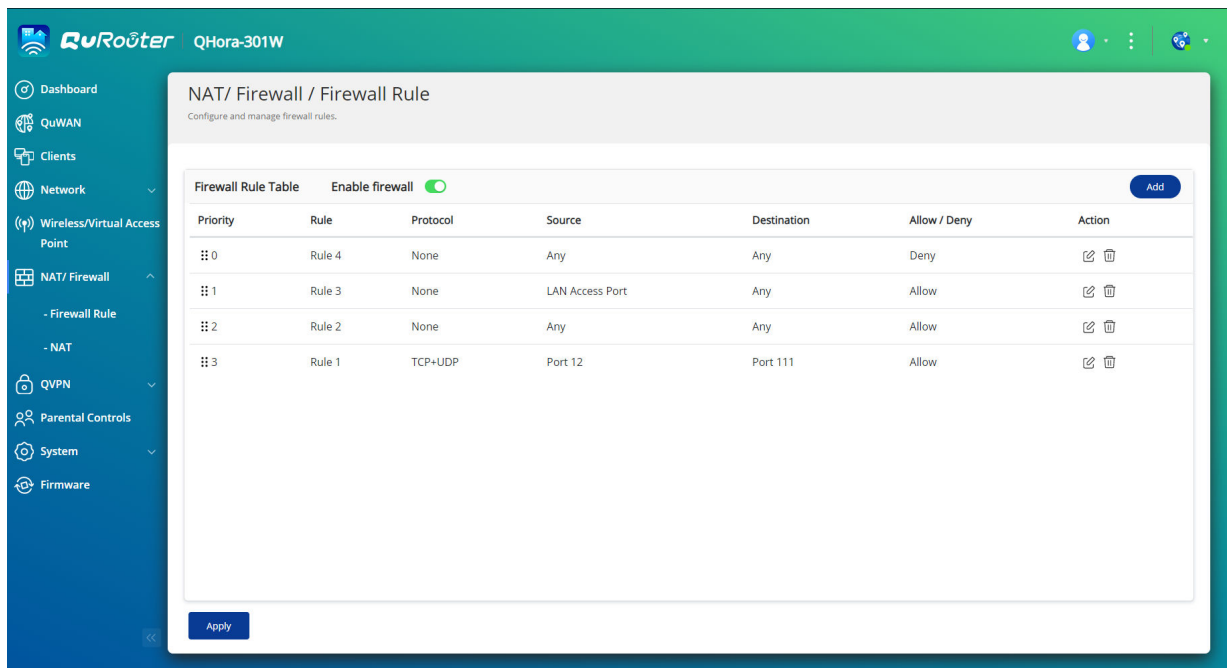 QuRouter QHora-301W
Dashboard
QuWAN
Clients
Network
Wireless/Virtual Access
Point
NAT/ Firewall
- Firewall Rule
- NAT
QVPN
Parental Controls
System
Firmware
NAT/ Firewall / Firewall Rule
Configure and manage firewall rules.
Firewall Rule Table Enable firewall Add
Priority Rule Protocol Source Destination Allow / Deny Action
0 Rule 4 None Any Any Deny
1 Rule 3 None LAN Access Port Any Allow
2 Rule 2 None Any Any Allow
3 Rule 1 TCP+UDP Port 12 Port 111 Allow
Apply